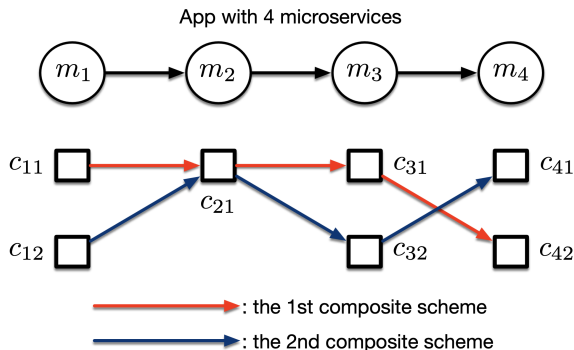 App with 4 microservices
m₁ m₂ m₃ m₄
c₁₁ c₃₁ c₄₁
c₂₁
c₁₂ c₃₂ c₄₂
: the 1st composite scheme
: the 2nd composite scheme